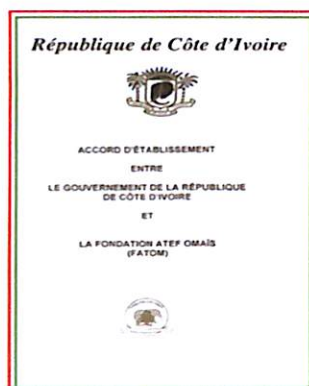 République de Côte d'Ivoire
ACCORD D'ÉTABLISSEMENT
ENTRE
LE GOUVERNEMENT DE LA RÉPUBLIQUE
DE CÔTE D'IVOIRE
ET
LA FONDATION ATEF OMAÏS
(FATOM)